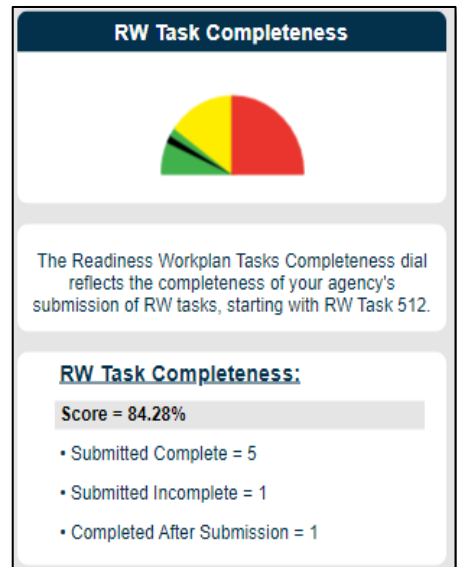 RW Task Completeness
The Readiness Workplan Tasks Completeness dial
reflects the completeness of your agency's
submission of RW tasks, starting with RW Task 512.
RW Task Completeness:
Score = 84.28%
• Submitted Complete = 5
• Submitted Incomplete = 1
• Completed After Submission = 1